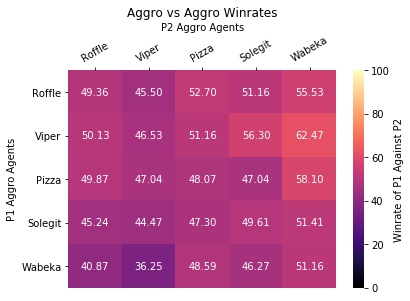 Aggro vs Aggro Winrates
P2 Aggro Agents
Roffle Viper Pizza Solegit Wabeka
Roffle 49.36 45.50 52.70 51.16 55.53
Viper 50.13 46.53 51.16 56.30 62.47
Pizza 49.87 47.04 48.07 47.04 58.10
Solegit 45.24 44.47 47.30 49.61 51.41
Wabeka 40.87 36.25 48.59 46.27 51.16
P1 Aggro Agents
100
80
60
40
20
0
Winrate of P1 Against P2